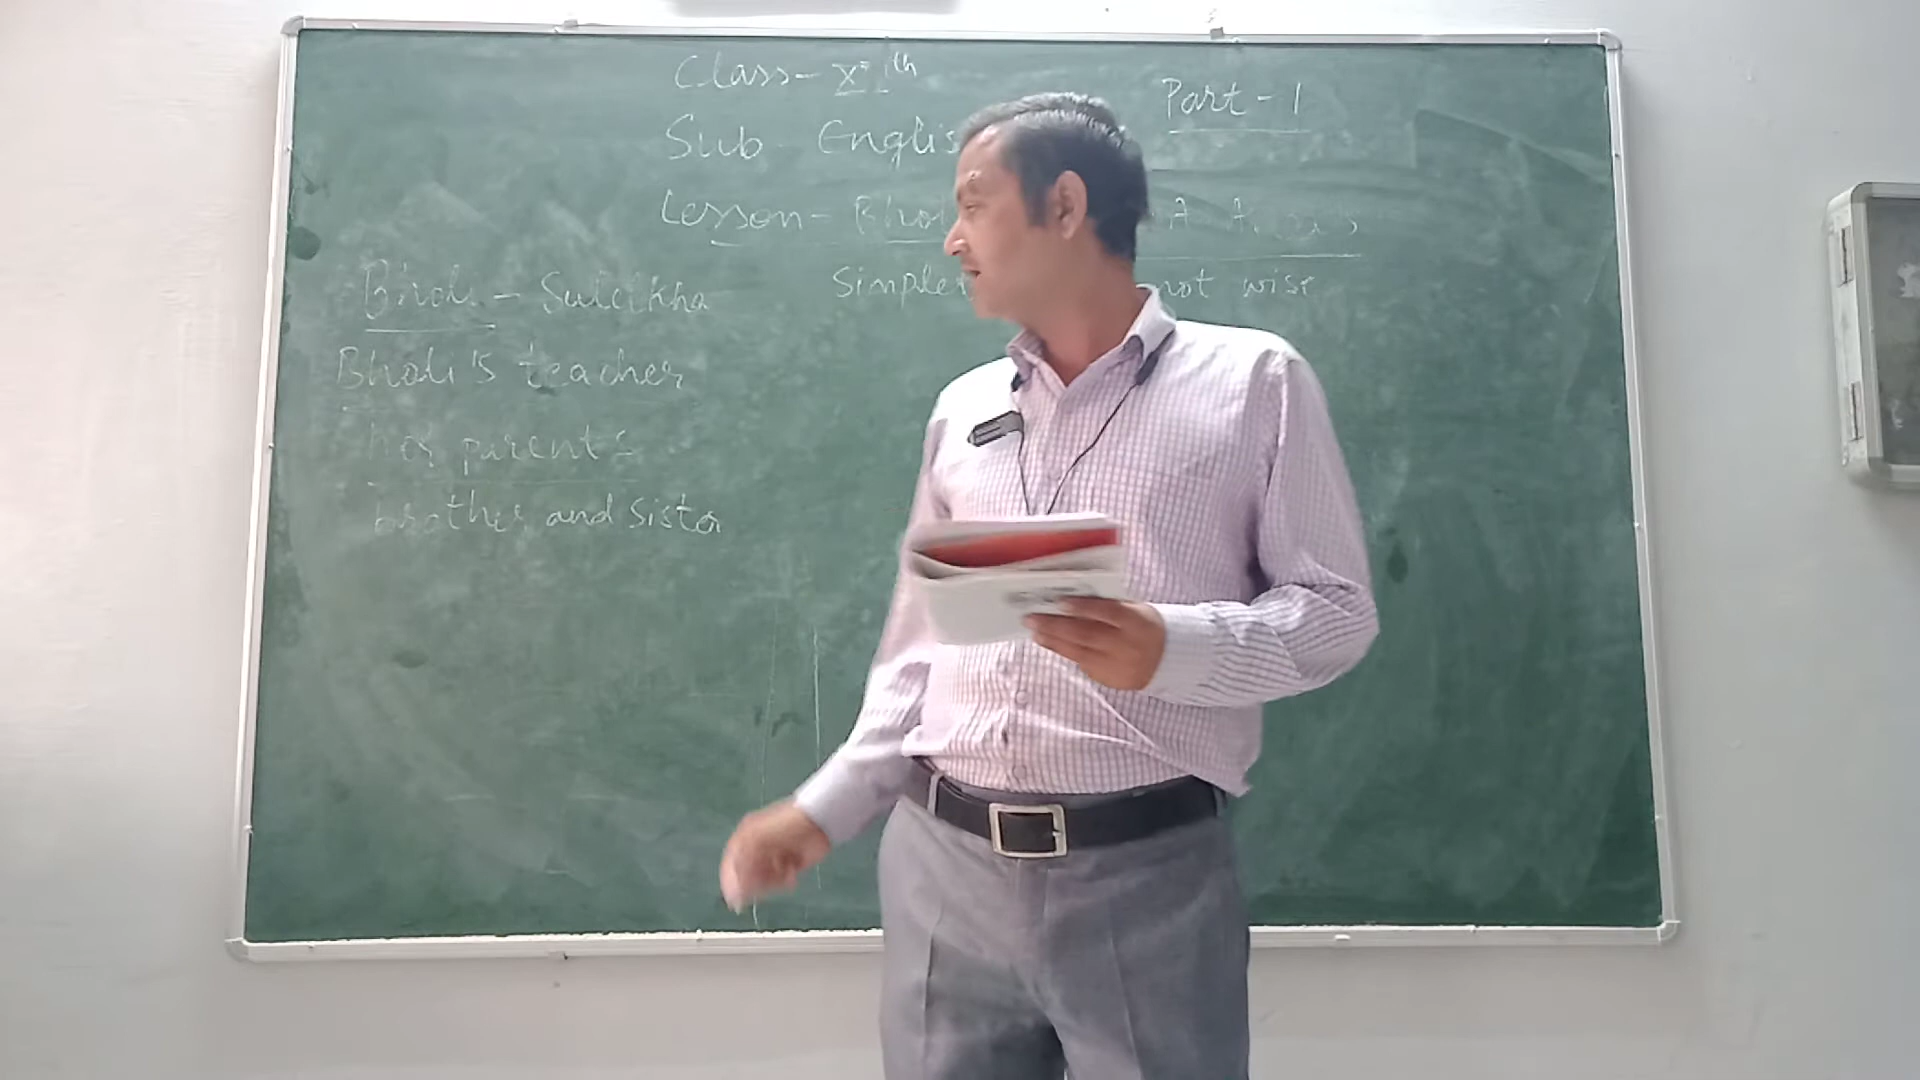 Class - XIth
Part - 1
Sub - Englis
Lesson - Bhol
Simple not wise
Bholi - Sulekha
Bholi's teacher
her parents
brother and sister